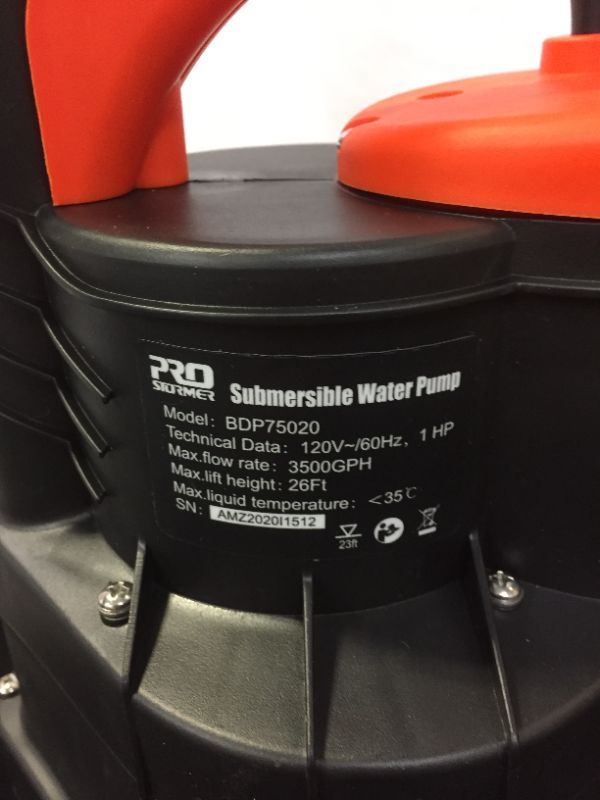 PRO
STORMER
Submersible Water Pump
Model: BDP75020
Technical Data: 120V~/60Hz, 1 HP
Max.flow rate: 3500GPH
Max.lift height: 26Ft
Max.liquid temperature: <35℃
SN: AMZ2020I1512
23ft